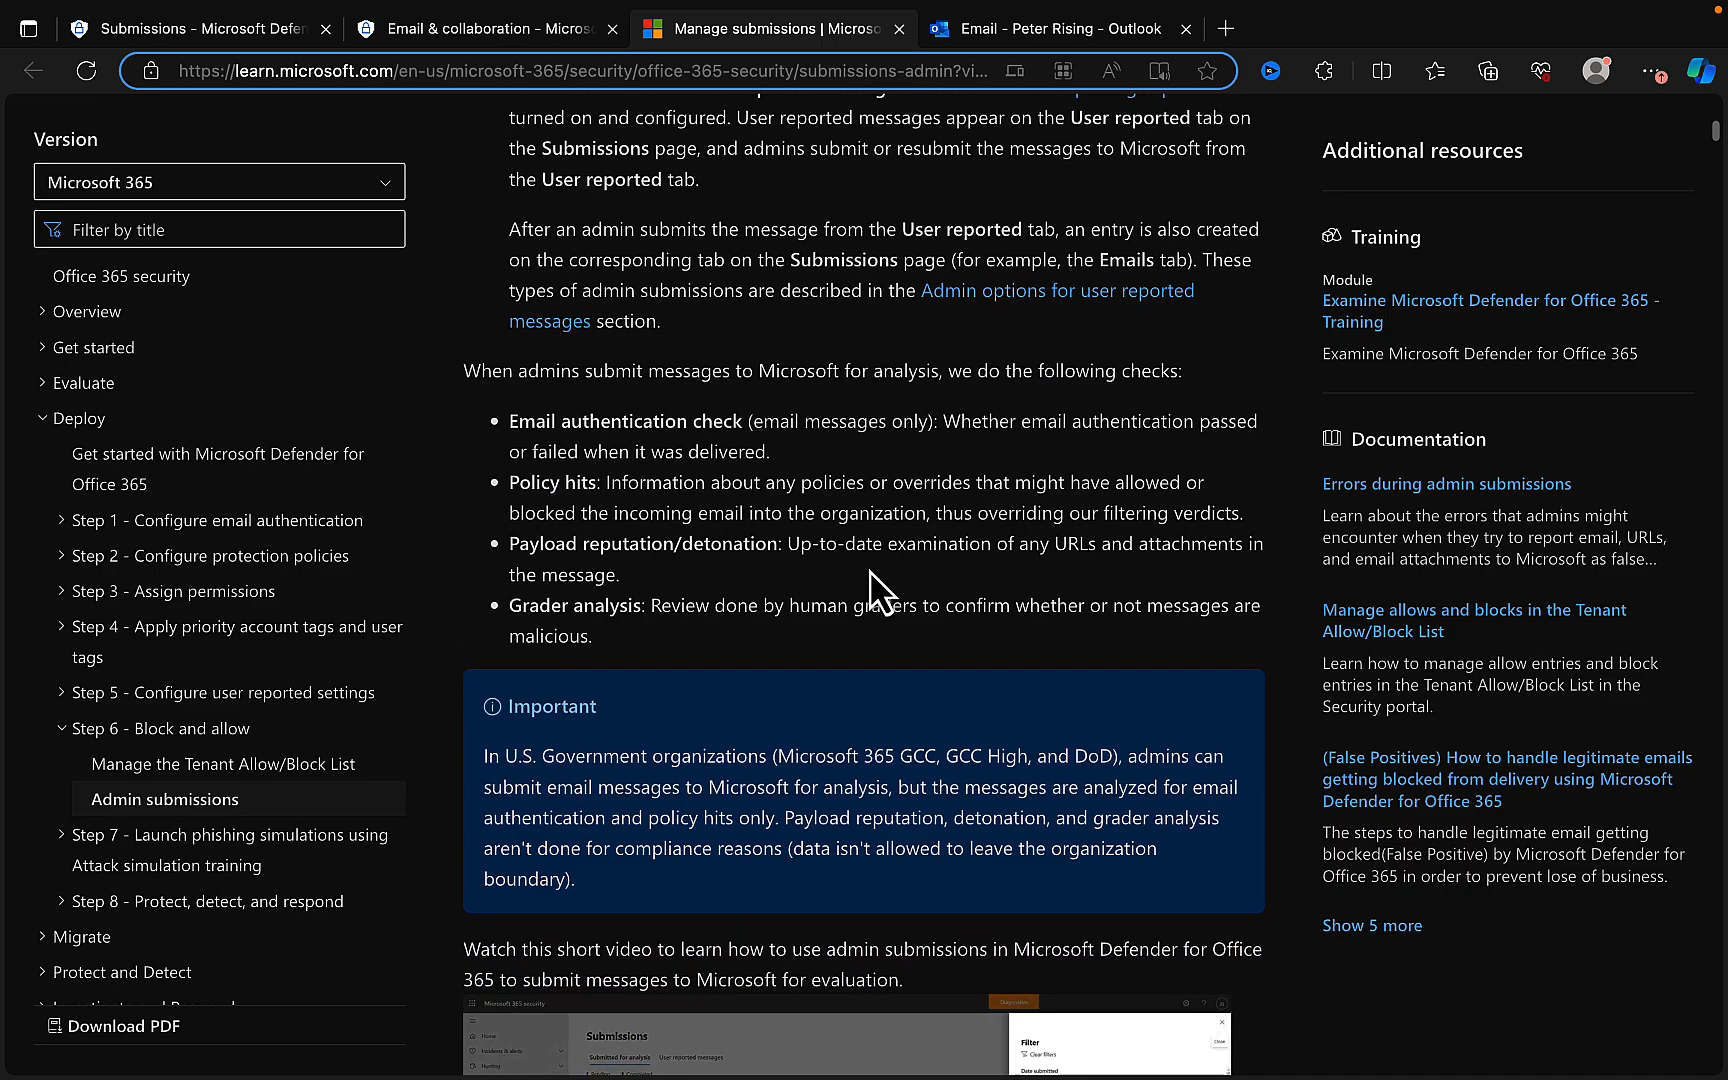 Submissions - Microsoft Defen
Email & collaboration - Micros
Manage submissions | Microso
Email - Peter Rising - Outlook
https://learn.microsoft.com/en-us/microsoft-365/security/office-365-security/submissions-admin?vi...
Version
Microsoft 365
Filter by title
Office 365 security
Overview
Get started
Evaluate
Deploy
Get started with Microsoft Defender for
Office 365
Step 1 - Configure email authentication
Step 2 - Configure protection policies
Step 3 - Assign permissions
Step 4 - Apply priority account tags and user
tags
Step 5 - Configure user reported settings
Step 6 - Block and allow
Manage the Tenant Allow/Block List
Admin submissions
Step 7 - Launch phishing simulations using
Attack simulation training
Step 8 - Protect, detect, and respond
Migrate
Protect and Detect
Download PDF
turned on and configured. User reported messages appear on the User reported tab on
the Submissions page, and admins submit or resubmit the messages to Microsoft from
the User reported tab.
After an admin submits the message from the User reported tab, an entry is also created
on the corresponding tab on the Submissions page (for example, the Emails tab). These
types of admin submissions are described in the Admin options for user reported
messages section.
When admins submit messages to Microsoft for analysis, we do the following checks:
Email authentication check (email messages only): Whether email authentication passed
or failed when it was delivered.
Policy hits: Information about any policies or overrides that might have allowed or
blocked the incoming email into the organization, thus overriding our filtering verdicts.
Payload reputation/detonation: Up-to-date examination of any URLs and attachments in
the message.
Grader analysis: Review done by human graders to confirm whether or not messages are
malicious.
Important
In U.S. Government organizations (Microsoft 365 GCC, GCC High, and DoD), admins can
submit email messages to Microsoft for analysis, but the messages are analyzed for email
authentication and policy hits only. Payload reputation, detonation, and grader analysis
aren't done for compliance reasons (data isn't allowed to leave the organization
boundary).
Watch this short video to learn how to use admin submissions in Microsoft Defender for Office
365 to submit messages to Microsoft for evaluation.
Microsoft 365 security
Home
Incidents & alerts
Hunting
Submissions
Submitted for analysis User reported messages
Filter
Clear filters
Date submitted
Close
Additional resources
Training
Module
Examine Microsoft Defender for Office 365 -
Training
Examine Microsoft Defender for Office 365
Documentation
Errors during admin submissions
Learn about the errors that admins might
encounter when they try to report email, URLs,
and email attachments to Microsoft as false...
Manage allows and blocks in the Tenant
Allow/Block List
Learn how to manage allow entries and block
entries in the Tenant Allow/Block List in the
Security portal.
(False Positives) How to handle legitimate emails
getting blocked from delivery using Microsoft
Defender for Office 365
The steps to handle legitimate email getting
blocked(False Positive) by Microsoft Defender for
Office 365 in order to prevent lose of business.
Show 5 more